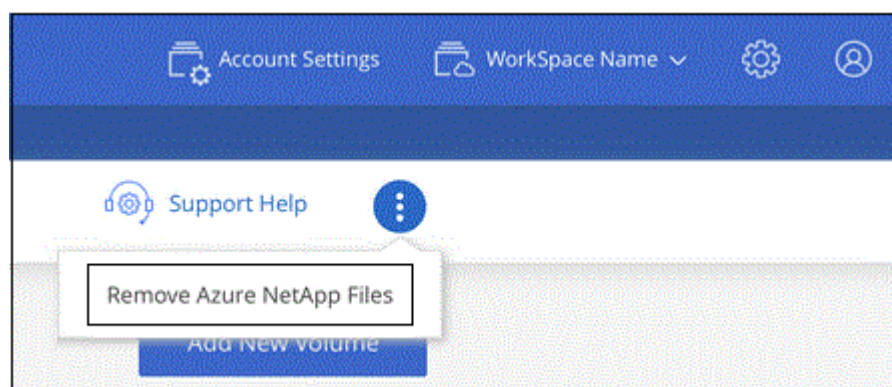 Account Settings
WorkSpace Name
Support Help
Remove Azure NetApp Files
Add New Volume